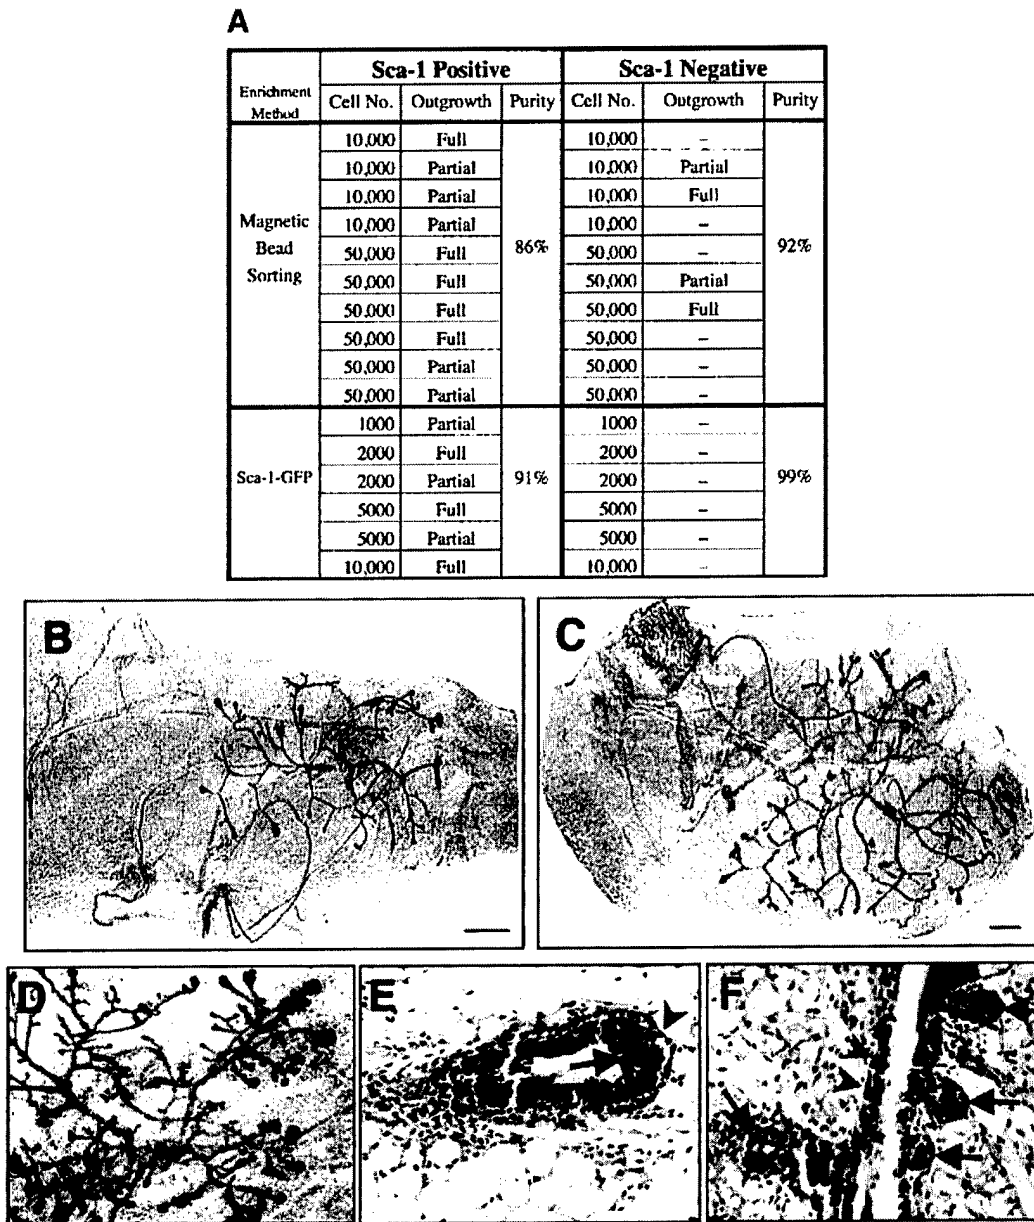 A
Sca-1 Positive Sca-1 Negative
Enrichment Method Cell No. Outgrowth Purity Cell No. Outgrowth Purity
Magnetic Bead Sorting 86% 92%
10,000 Full 10,000 –
10,000 Partial 10,000 Partial
10,000 Partial 10,000 Full
10,000 Partial 10,000 –
50,000 Full 50,000 –
50,000 Full 50,000 Partial
50,000 Full 50,000 Full
50,000 Full 50,000 –
50,000 Partial 50,000 –
50,000 Partial 50,000 –
Sca-1-GFP 91% 99%
1000 Partial 1000 –
2000 Full 2000 –
2000 Partial 2000 –
5000 Full 5000 –
5000 Partial 5000 –
10,000 Full 10,000 –
B
C
D
E
F